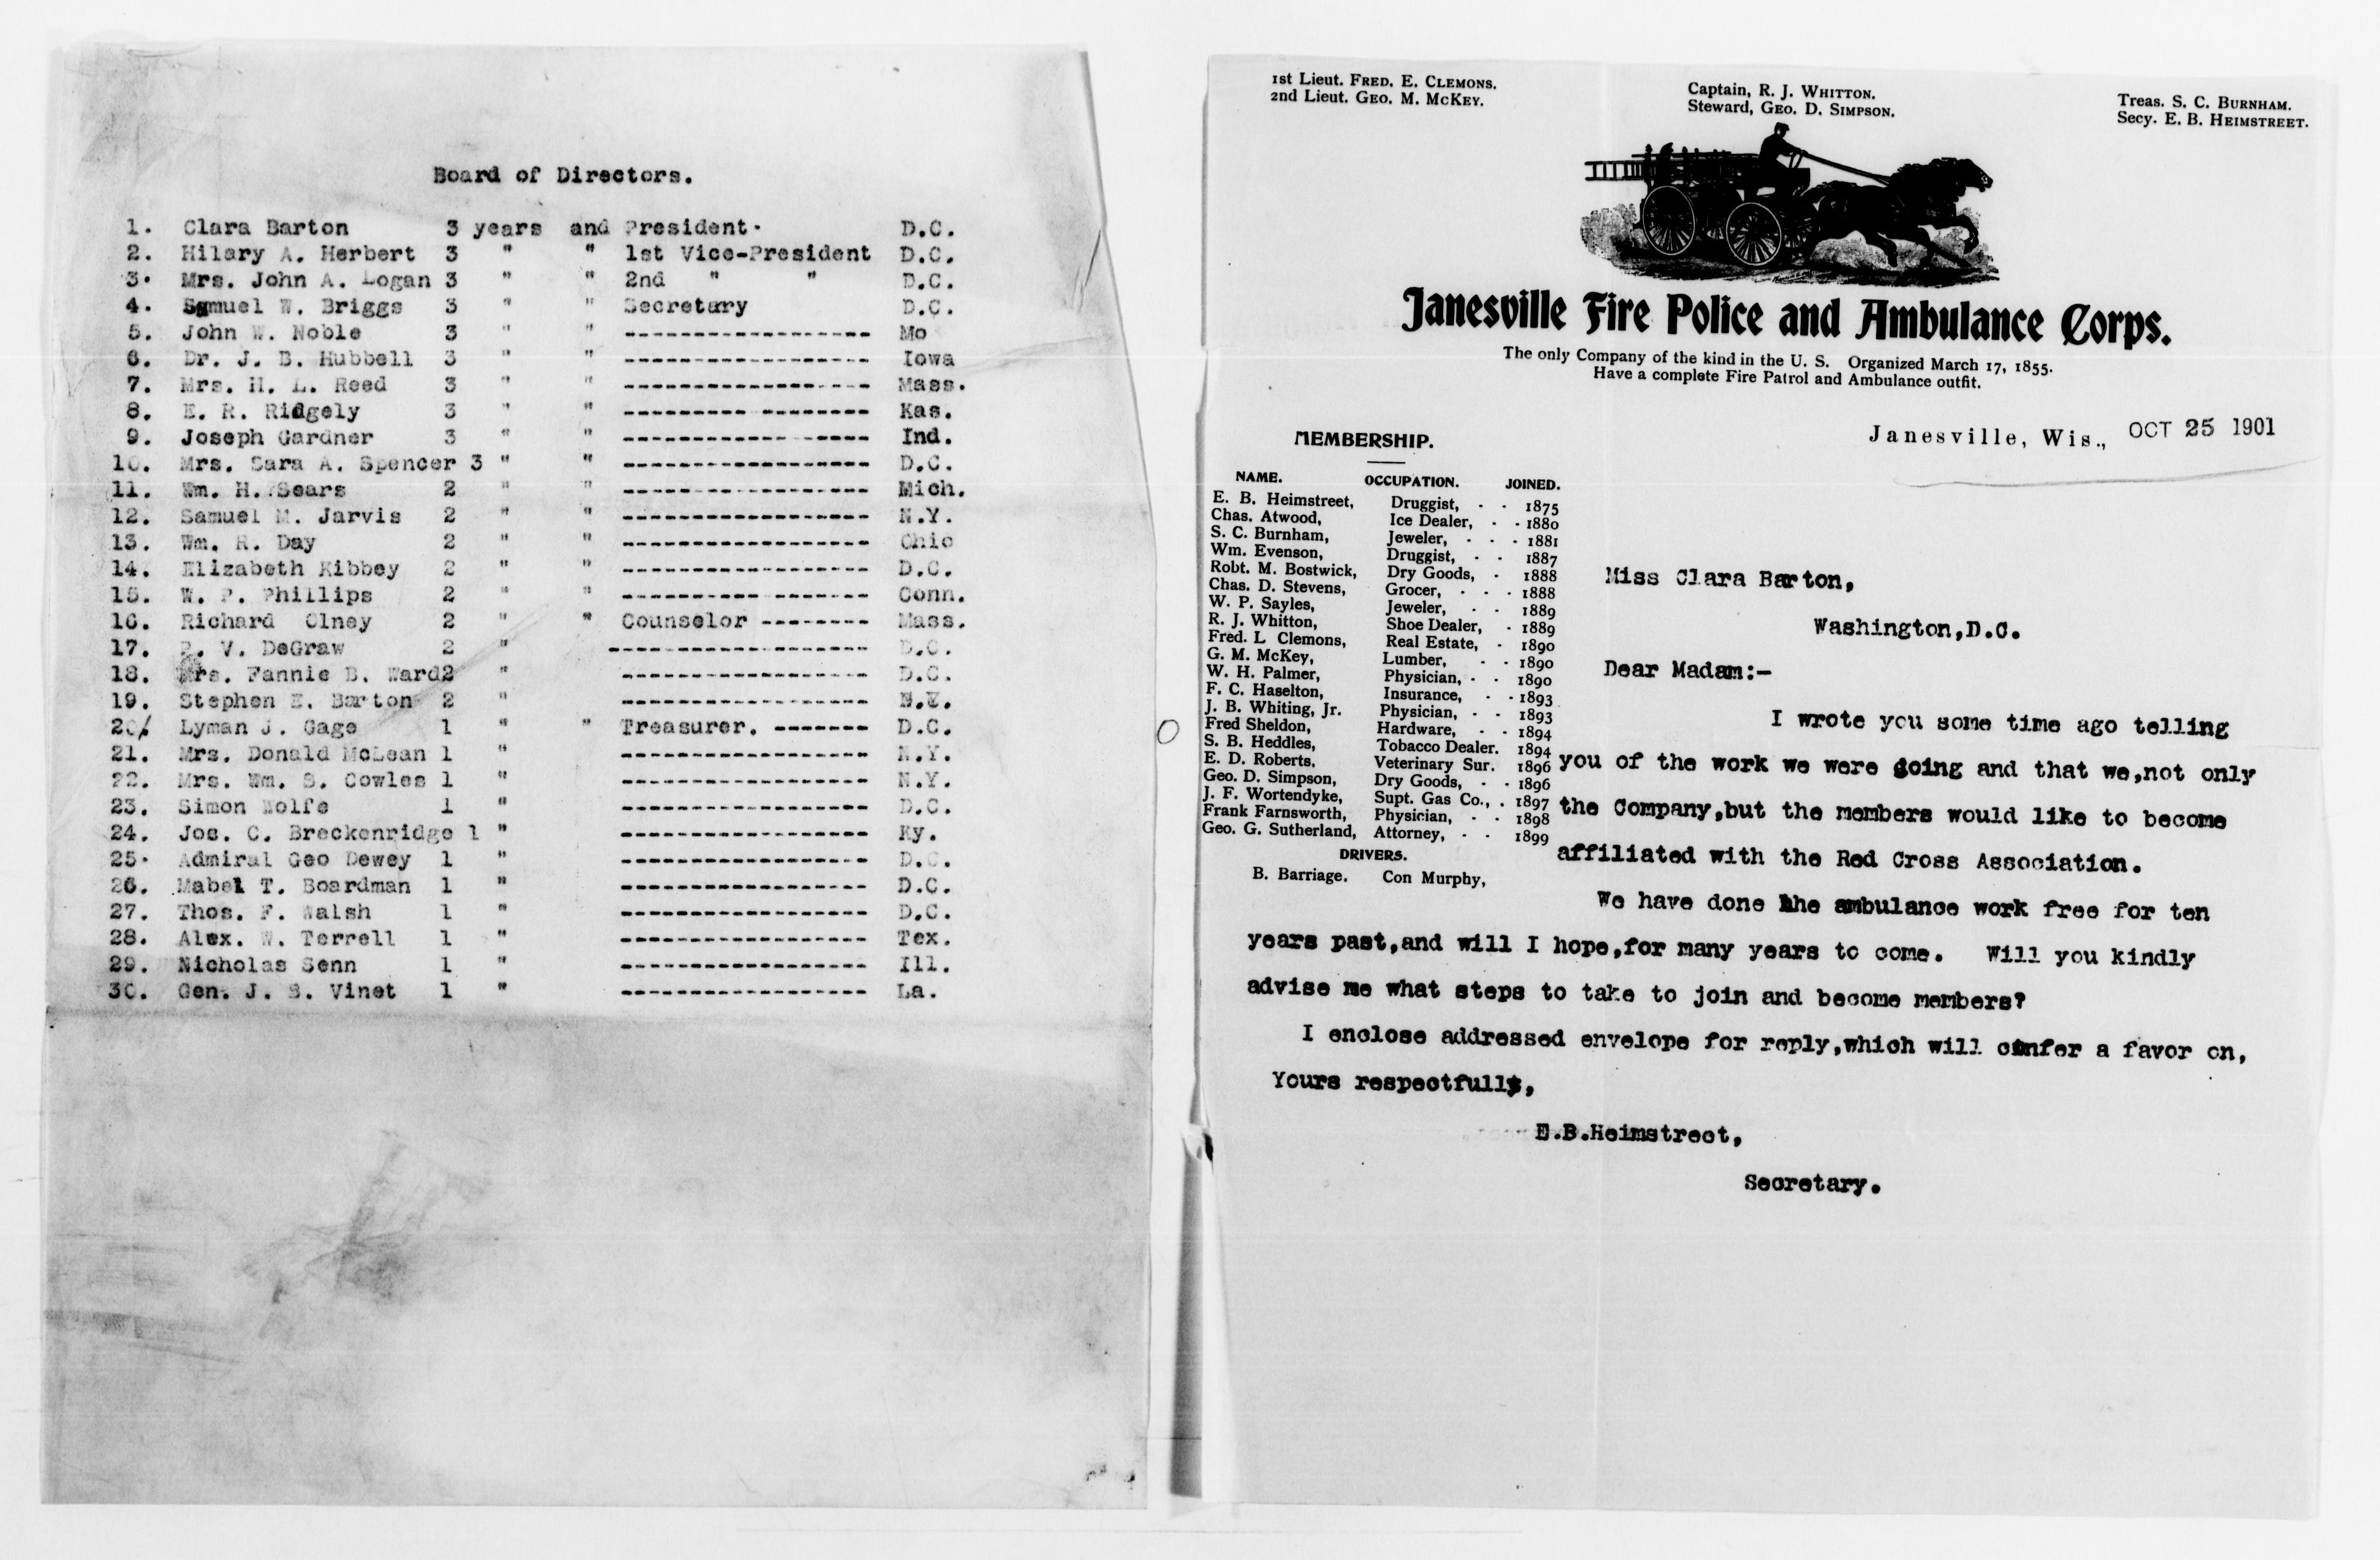 Board of Directors.
1. Clara Barton 3 years and President. D.C.
2. Hilary A. Herbert 3 " " 1st Vice-President D.C.
3. Mrs. John A. Logan 3 " " 2nd " " D.C.
4. Samuel W. Briggs 3 " " Secretary D.C.
5. John W. Noble 3 " " ------------------ Mo
6. Dr. J. B. Hubbell 3 " " ------------------ Iowa
7. Mrs. H. L. Reed 3 " " ------------------ Mass.
8. E. R. Ridgely 3 " " ------------------ Kas.
9. Joseph Gardner 3 " " ------------------ Ind.
10. Mrs. Sara A. Spencer 3 " " ------------------ D.C.
11. Wm. H. Sears 2 " " ------------------ Mich.
12. Samuel M. Jarvis 2 " " ------------------ N.Y.
13. Wm. R. Day 2 " " ------------------ Ohio
14. Elizabeth Kibbey 2 " " ------------------ D.C.
15. W. P. Phillips 2 " " ------------------ Conn.
16. Richard Olney 2 " " Counselor -------- Mass.
17. P. V. DeGraw 2 " ------------------- D.C.
18. Mrs. Fannie B. Ward2 " ------------------ D.C.
19. Stephen E. Barton 2 " ------------------
20/ Lyman J. Gage 1 " " Treasurer. ------- D.C.
21. Mrs. Donald McLean 1 " ------------------ N.Y.
22. Mrs. Wm. S. Cowles 1 " ------------------ N.Y.
23. Simon Wolfe 1 " ------------------ D.C.
24. Jos. C. Breckenridge 1 " ------------------ Ky.
25. Admiral Geo Dewey 1 " ------------------ D.C.
26. Mabel T. Boardman 1 " ------------------ D.C.
27. Thos. F. Walsh 1 " ------------------ D.C.
28. Alex. W. Terrell 1 " ------------------ Tex.
29. Nicholas Senn 1 " ------------------ Ill.
30. Gen. J. B. Vinet 1 " ------------------ La.
1st Lieut. FRED. E. CLEMONS.
2nd Lieut. GEO. M. MCKEY.
Captain, R. J. WHITTON.
Steward, GEO. D. SIMPSON.
Treas. S. C. BURNHAM.
Secy. E. B. HEIMSTREET.
Janesville Fire Police and Ambulance Corps.
The only Company of the kind in the U. S. Organized March 17, 1855.
Have a complete Fire Patrol and Ambulance outfit.
Janesville, Wis., OCT 25 1901
MEMBERSHIP.
NAME. OCCUPATION. JOINED.
E. B. Heimstreet, Druggist, - - 1875
Chas. Atwood, Ice Dealer, - - 1880
S. C. Burnham, Jeweler, - - - 1881
Wm. Evenson, Druggist, - - 1887
Robt. M. Bostwick, Dry Goods, - 1888
Chas. D. Stevens, Grocer, - - - 1888
W. P. Sayles, Jeweler, - - 1889
R. J. Whitton, Shoe Dealer, - 1889
Fred. L Clemons, Real Estate, - 1890
G. M. McKey, Lumber, - - 1890
W. H. Palmer, Physician, - - 1890
F. C. Haselton, Insurance, - - 1893
J. B. Whiting, Jr. Physician, - - 1893
Fred Sheldon, Hardware, - - 1894
S. B. Heddles, Tobacco Dealer. 1894
E. D. Roberts, Veterinary Sur. 1896
Geo. D. Simpson, Dry Goods, - - 1896
J. F. Wortendyke, Supt. Gas Co., . 1897
Frank Farnsworth, Physician, - - 1898
Geo. G. Sutherland, Attorney, - - 1899
DRIVERS.
B. Barriage. Con Murphy,
Miss Clara Barton,
Washington,D.C.
Dear Madam:-
I wrote you some time ago telling
you of the work we were going and that we,not only
the Company,but the members would like to become
affiliated with the Red Cross Association.
We have done the ambulance work free for ten
years past,and will I hope,for many years to come. Will you kindly
advise me what steps to take to join and become members?
I enclose addressed envelope for reply,which will confer a favor on,
Yours respectfully,
E.B.Heimstreet,
Secretary.